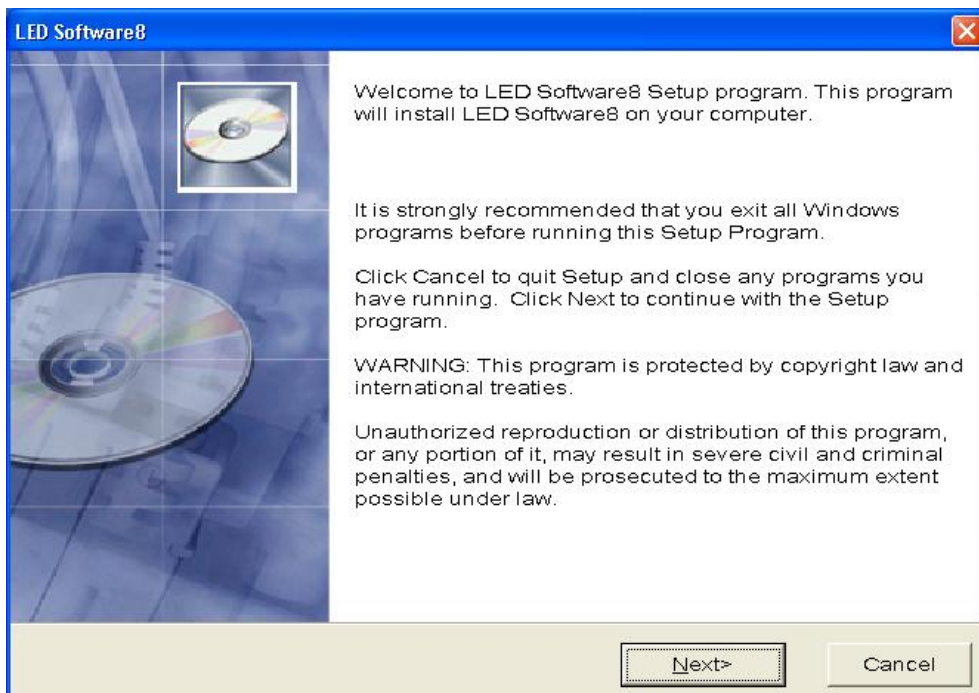 LED Software8
Welcome to LED Software8 Setup program. This program
will install LED Software8 on your computer.
It is strongly recommended that you exit all Windows
programs before running this Setup Program.
Click Cancel to quit Setup and close any programs you
have running.  Click Next to continue with the Setup
program.
WARNING: This program is protected by copyright law and
international treaties.
Unauthorized reproduction or distribution of this program,
or any portion of it, may result in severe civil and criminal
penalties, and will be prosecuted to the maximum extent
possible under law.
Next>
Cancel